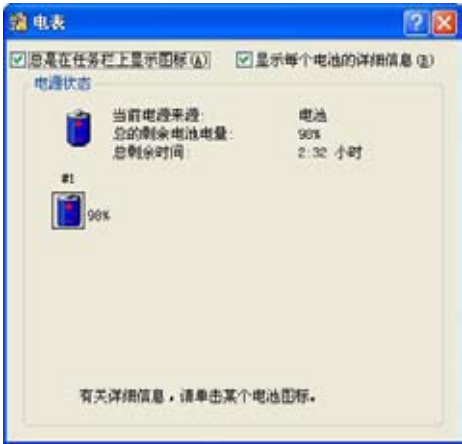 电表
总是在任务栏上显示图标(A) 显示每个电池的详细信息(B)
电源状态
当前电源来源: 电池
总的剩余电池电量: 98%
总剩余时间: 2:32 小时
#1
98%
有关详细信息，请单击某个电池图标。